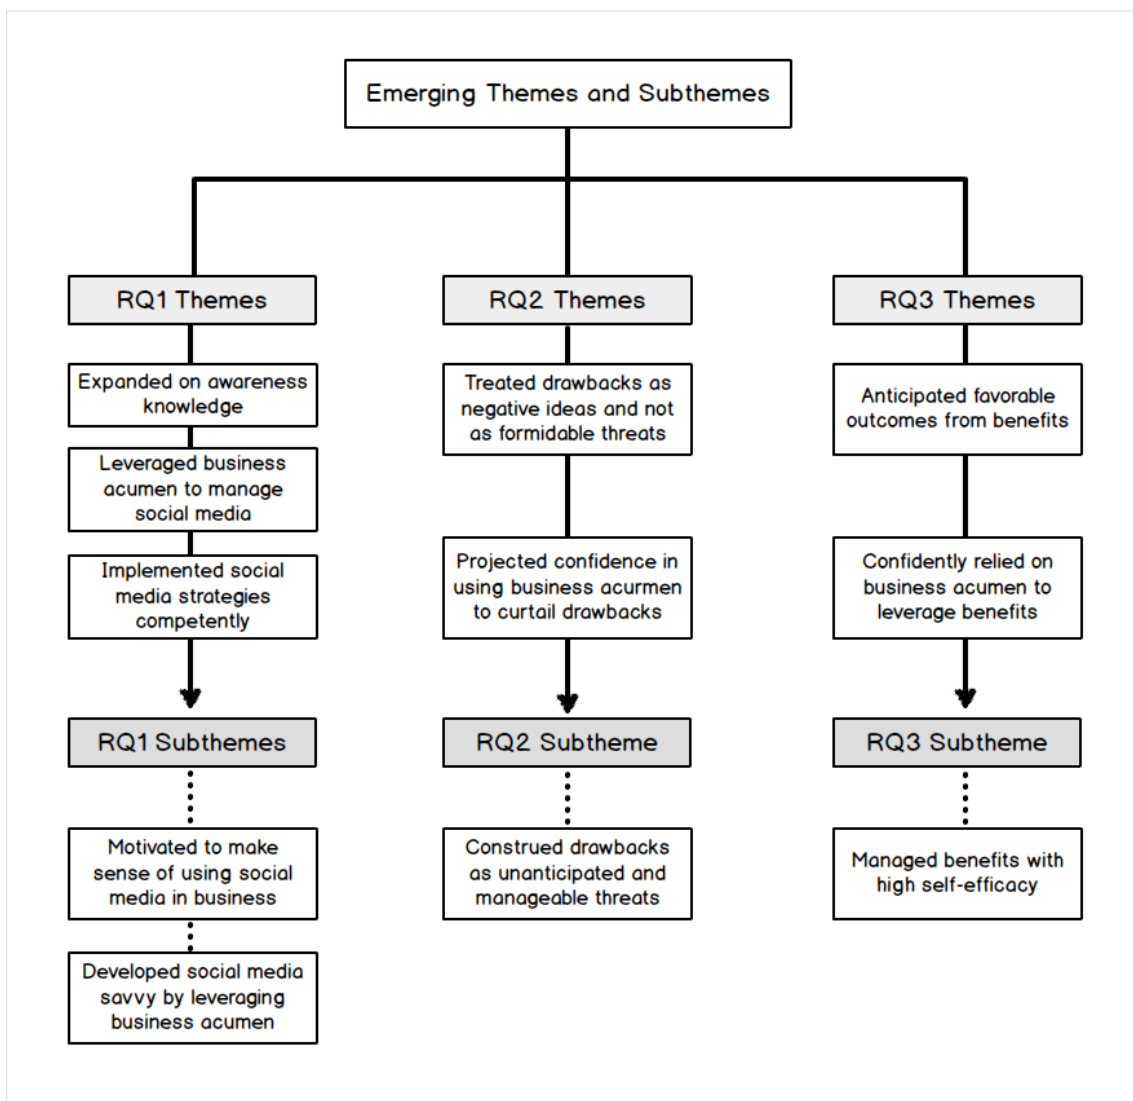 Emerging Themes and Subthemes
RQ1 Themes
Expanded on awareness
knowledge
Leveraged business
acumen to manage
social media
Implemented social
media strategies
competently
RQ1 Subthemes
Motivated to make
sense of using social
media in business
Developed social media
savvy by leveraging
business acumen
RQ2 Themes
Treated drawbacks as
negative ideas and not
as formidable threats
Projected confidence in
using business acurmen
to curtail drawbacks
RQ2 Subtheme
Construed drawbacks
as unanticipated and
manageable threats
RQ3 Themes
Anticipated favorable
outcomes from benefits
Confidently relied on
business acumen to
leverage benefits
RQ3 Subtheme
Managed benefits with
high self-efficacy